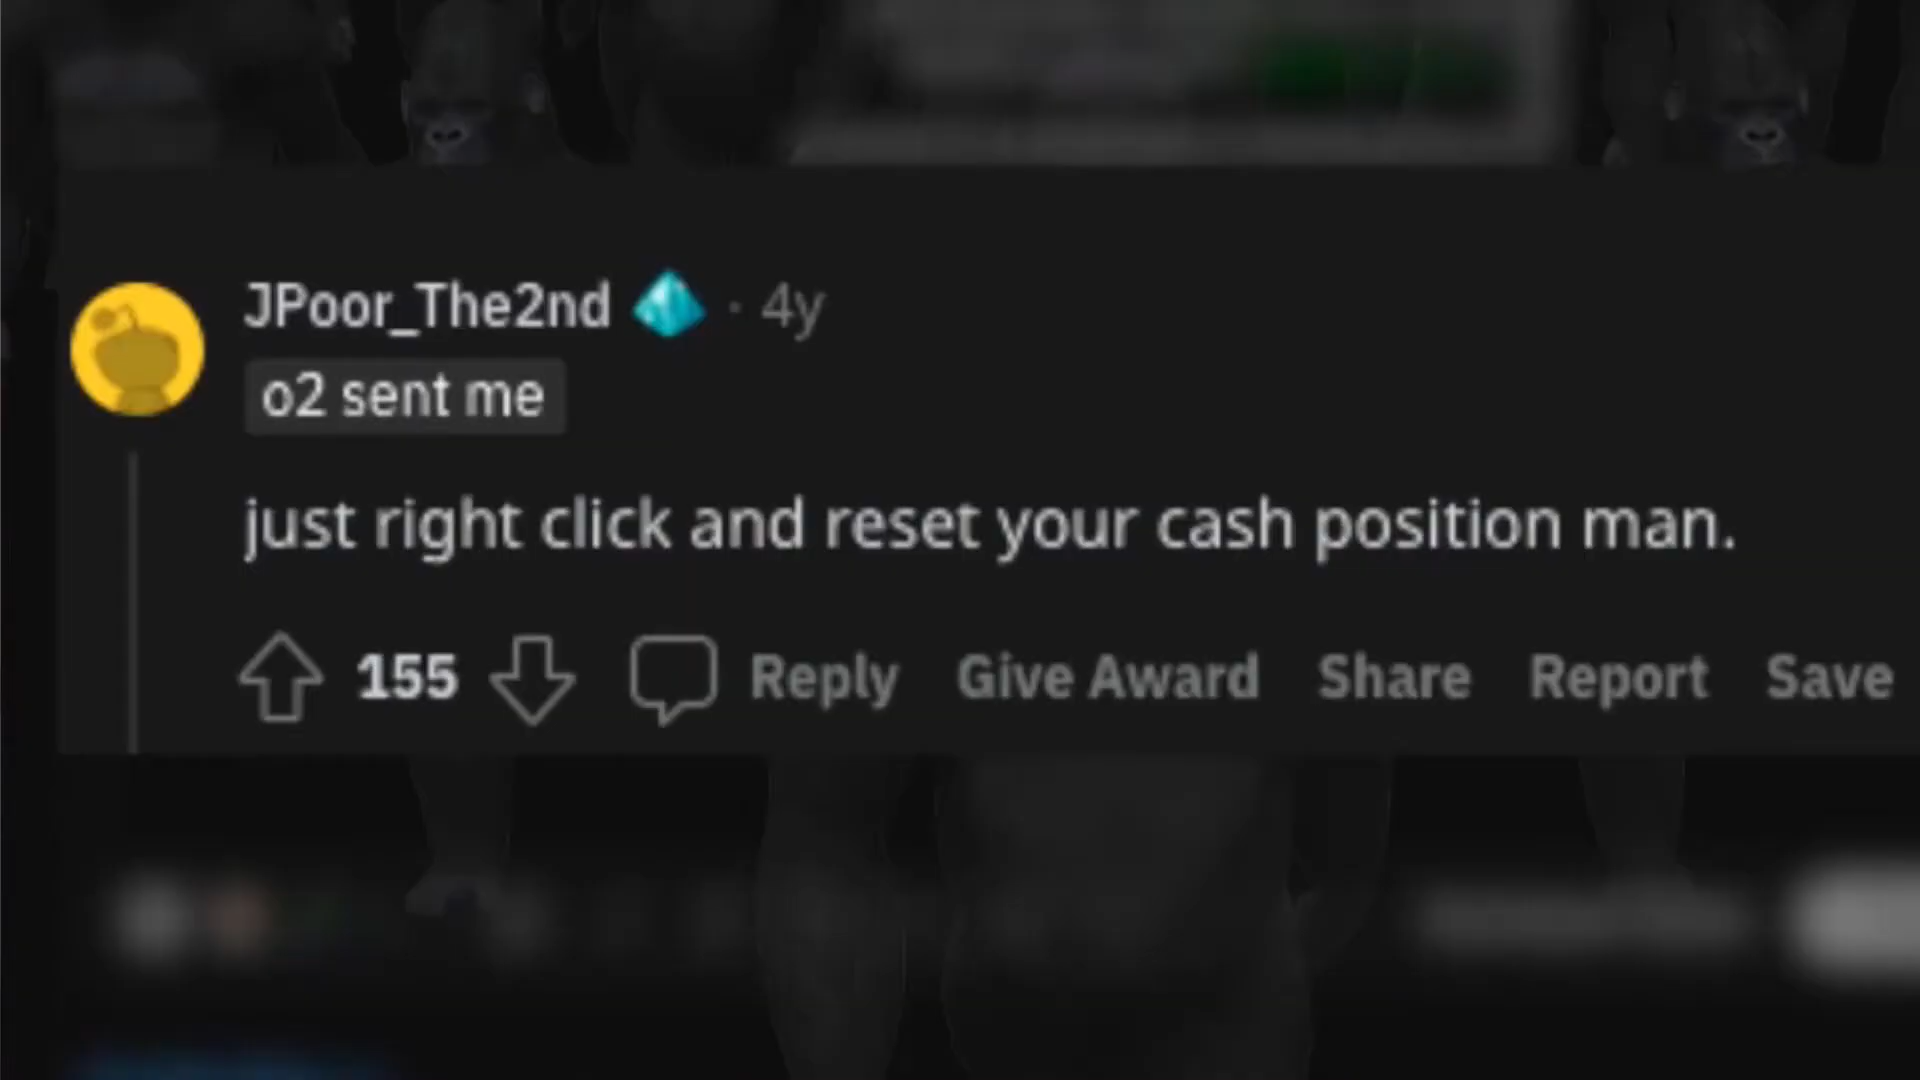 JPoor_The2nd · 4y
o2 sent me
just right click and reset your cash position man.
155 Reply Give Award Share Report Save